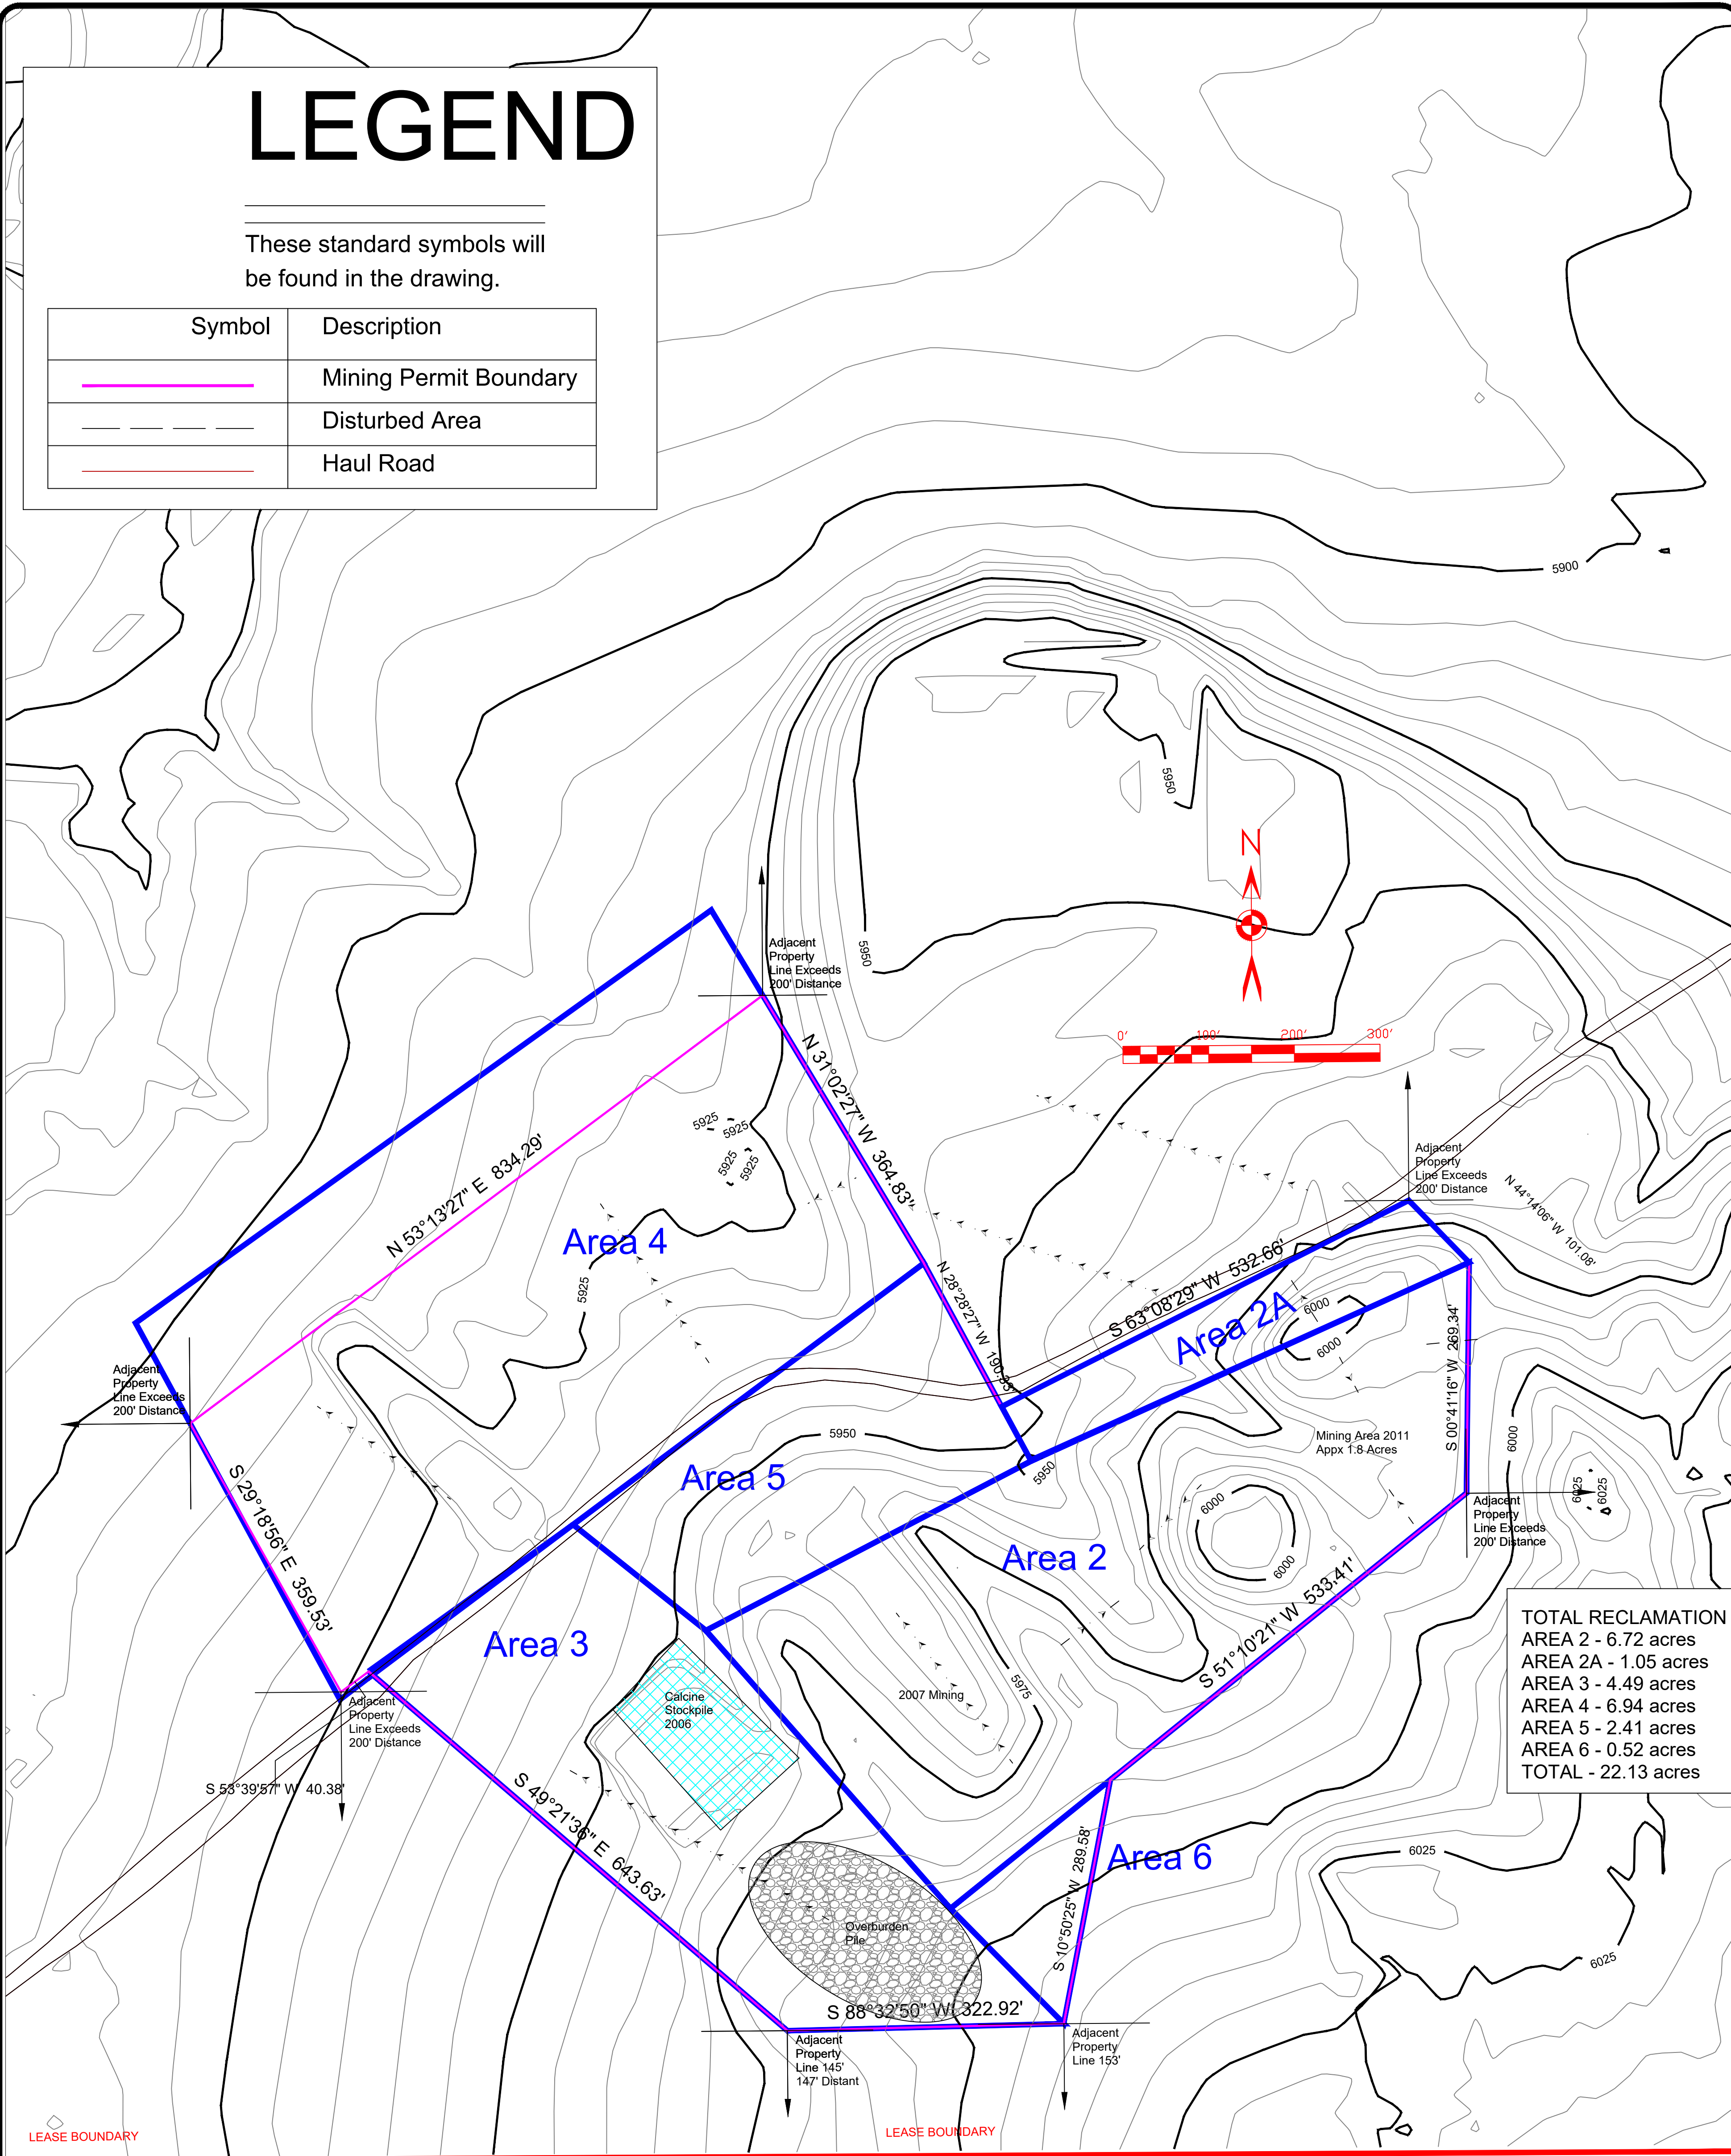 LEGEND
These standard symbols will
be found in the drawing.
Symbol Description
Mining Permit Boundary
Disturbed Area
Haul Road
5900
5950
N
5950
Adjacent
Property
Line Exceeds
200' Distance
0' 100' 200' 300'
N 31°02'27" W 364.83'
5925
5925
5925
5925
N 53°13'27" E 834.29'
Area 4
5925
Adjacent
Property
Line Exceeds
200' Distance
N 44°14'06" W 101.08'
N 28°28'27" W 190.33'
S 63°08'29" W 532.66'
Area 2A
6000
6000
S 00°41'16" W 269.34'
Adjacent
Property
Line Exceeds
200' Distance
Mining Area 2011
Appx 1.8 Acres
5950
Area 5
5950
6000
6000
6000
6025
6025
Adjacent
Property
Line Exceeds
200' Distance
S 29°18'56" E 359.53'
Area 2
S 51°10'21" W 533.41'
Area 3
TOTAL RECLAMATION
AREA 2 - 6.72 acres
AREA 2A - 1.05 acres
AREA 3 - 4.49 acres
AREA 4 - 6.94 acres
AREA 5 - 2.41 acres
AREA 6 - 0.52 acres
TOTAL - 22.13 acres
Calcine
Stockpile
2006
2007 Mining
5975
Adjacent
Property
Line Exceeds
200' Distance
S 53°39'57" W 40.38'
S 49°21'36" E 643.63'
S 10°50'25" W 289.58'
Area 6
6025
6025
Overburden
Pile
S 88°32'50" W 322.92'
Adjacent
Property
Line 145'
147' Distant
Adjacent
Property
Line 153'
LEASE BOUNDARY
LEASE BOUNDARY